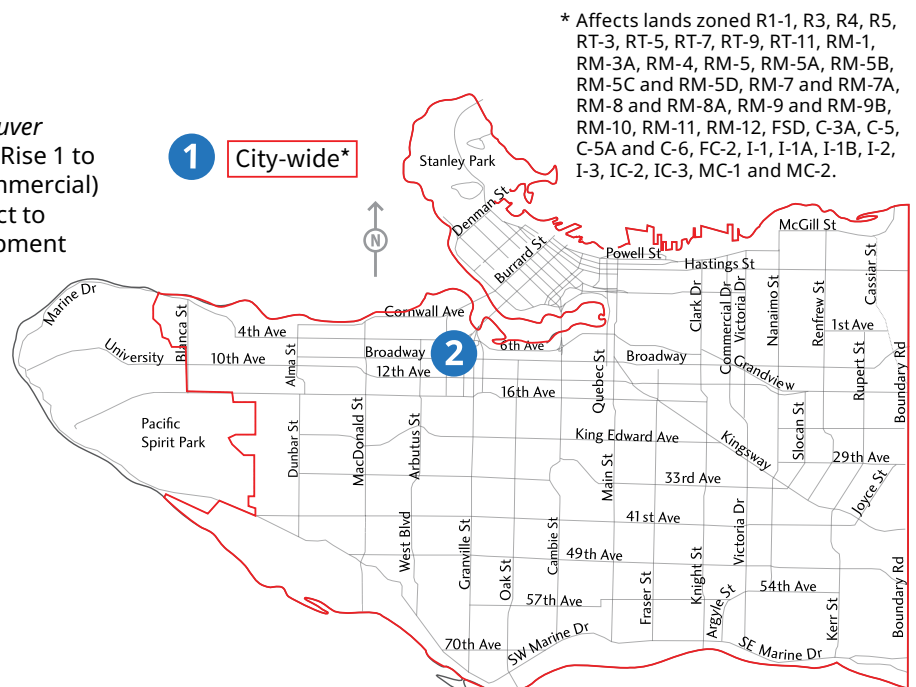 * Affects lands zoned R1-1, R3, R4, R5,
RT-3, RT-5, RT-7, RT-9, RT-11, RM-1,
RM-3A, RM-4, RM-5, RM-5A, RM-5B,
RM-5C and RM-5D, RM-7 and RM-7A,
RM-8 and RM-8A, RM-9 and RM-9B,
RM-10, RM-11, RM-12, FSD, C-3A, C-5,
C-5A and C-6, FC-2, I-1, I-1A, I-1B, I-2,
I-3, IC-2, IC-3, MC-1 and MC-2.
uver
Rise 1 to
mmercial)
ct to
opment
1
City-wide*
N
Stanley Park
Denman St
Burrard St
Powell St
Hastings St
McGill St
Marine Dr
University
Blanca St
4th Ave
10th Ave
Cornwall Ave
Alma St
Broadway
2
6th Ave
12th Ave
16th Ave
Quebec St
Broadway
Clark Dr
Commercial Dr
Victoria Dr
Nanaimo St
Renfrew St
Cassiar St
1st Ave
Rupert St
Boundary Rd
Grandview
Pacific
Spirit Park
Dunbar St
MacDonald St
Arbutus St
King Edward Ave
Kingsway
Slocan St
29th Ave
Main St
33rd Ave
Joyce St
41st Ave
West Blvd
Granville St
Oak St
Cambie St
49th Ave
Victoria Dr
Fraser St
Knight St
Argyle St
54th Ave
57th Ave
Kerr St
Boundary Rd
70th Ave
SW Marine Dr
SE Marine Dr